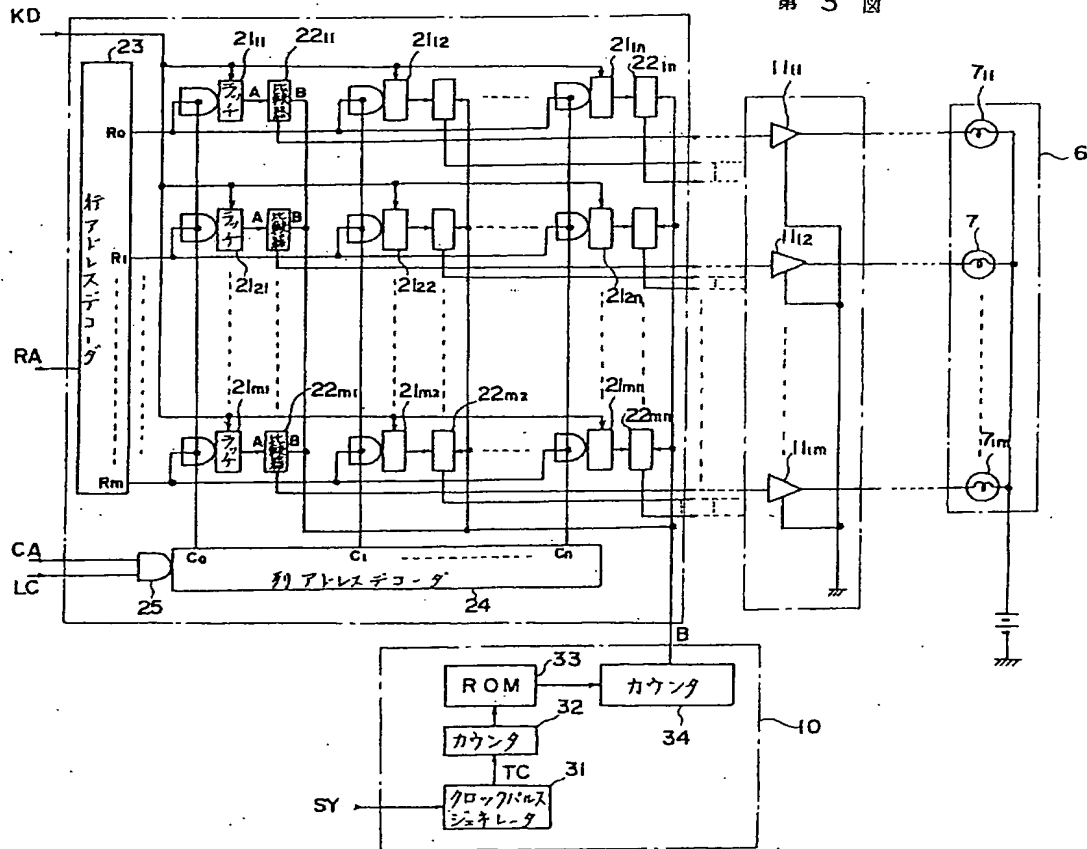 第 3 図
KD
23
21₁₁
22₁₁
21₁₂
21₁ₙ
22₁ₙ
11₁₁
7₁₁
6
ラッチ
A
比較器
B
R₀
行アドレスデコーダ
ラッチ
A
比較器
B
R₁
11₁₂
7
21₂₁
21₂₂
21₂ₙ
RA
21ₘ₁
22ₘ₁
21ₘ₂
22ₘ₂
21ₘₙ
22ₘₙ
ラッチ
A
比較器
B
Rₘ
11₁ₘ
7₁ₘ
CA
LC
25
C₀
C₁
Cₙ
列アドレスデコーダ
24
B
33
ROM
カウンタ
34
10
32
カウンタ
TC
31
SY
クロックパルス
ジェネレータ